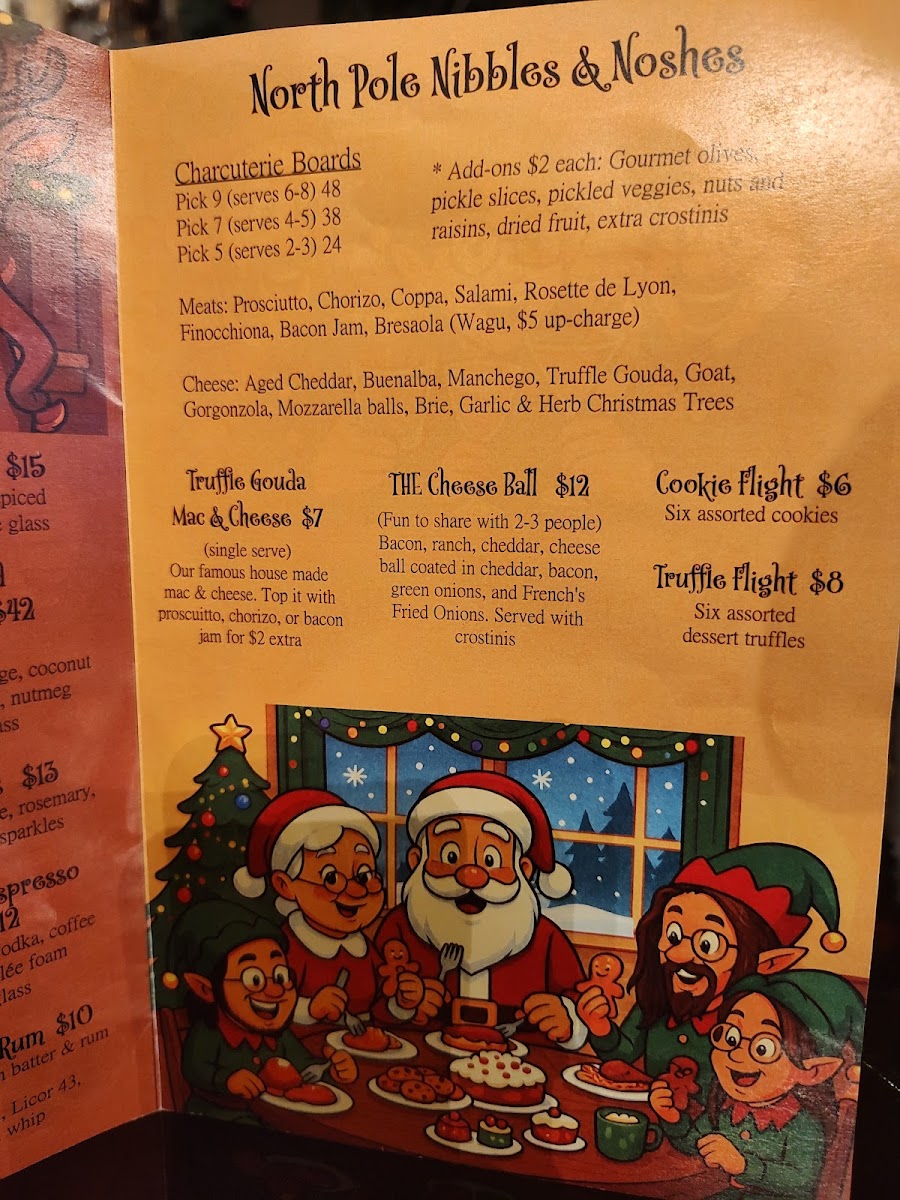 North Pole Nibbles & Noshes
Charcuterie Boards
Pick 9 (serves 6-8) 48
Pick 7 (serves 4-5) 38
Pick 5 (serves 2-3) 24
* Add-ons $2 each: Gourmet olives,
pickle slices, pickled veggies, nuts and
raisins, dried fruit, extra crostinis
Meats: Prosciutto, Chorizo, Coppa, Salami, Rosette de Lyon,
Finocchiona, Bacon Jam, Bresaola (Wagu, $5 up-charge)
Cheese: Aged Cheddar, Buenalba, Manchego, Truffle Gouda, Goat,
Gorgonzola, Mozzarella balls, Brie, Garlic & Herb Christmas Trees
Truffle Gouda
Mac & Cheese $7
(single serve)
Our famous house made
mac & cheese. Top it with
proscuitto, chorizo, or bacon
jam for $2 extra
THE Cheese Ball $12
(Fun to share with 2-3 people)
Bacon, ranch, cheddar, cheese
ball coated in cheddar, bacon,
green onions, and French's
Fried Onions. Served with
crostinis
Cookie Flight $6
Six assorted cookies
Truffle Flight $8
Six assorted
dessert truffles
$15
piced
glass
$42
ge, coconut
, nutmeg
ass
$13
e, rosemary,
sparkles
spresso
12
odka, coffee
lée foam
lass
Rum $10
n batter & rum
, Licor 43,
whip